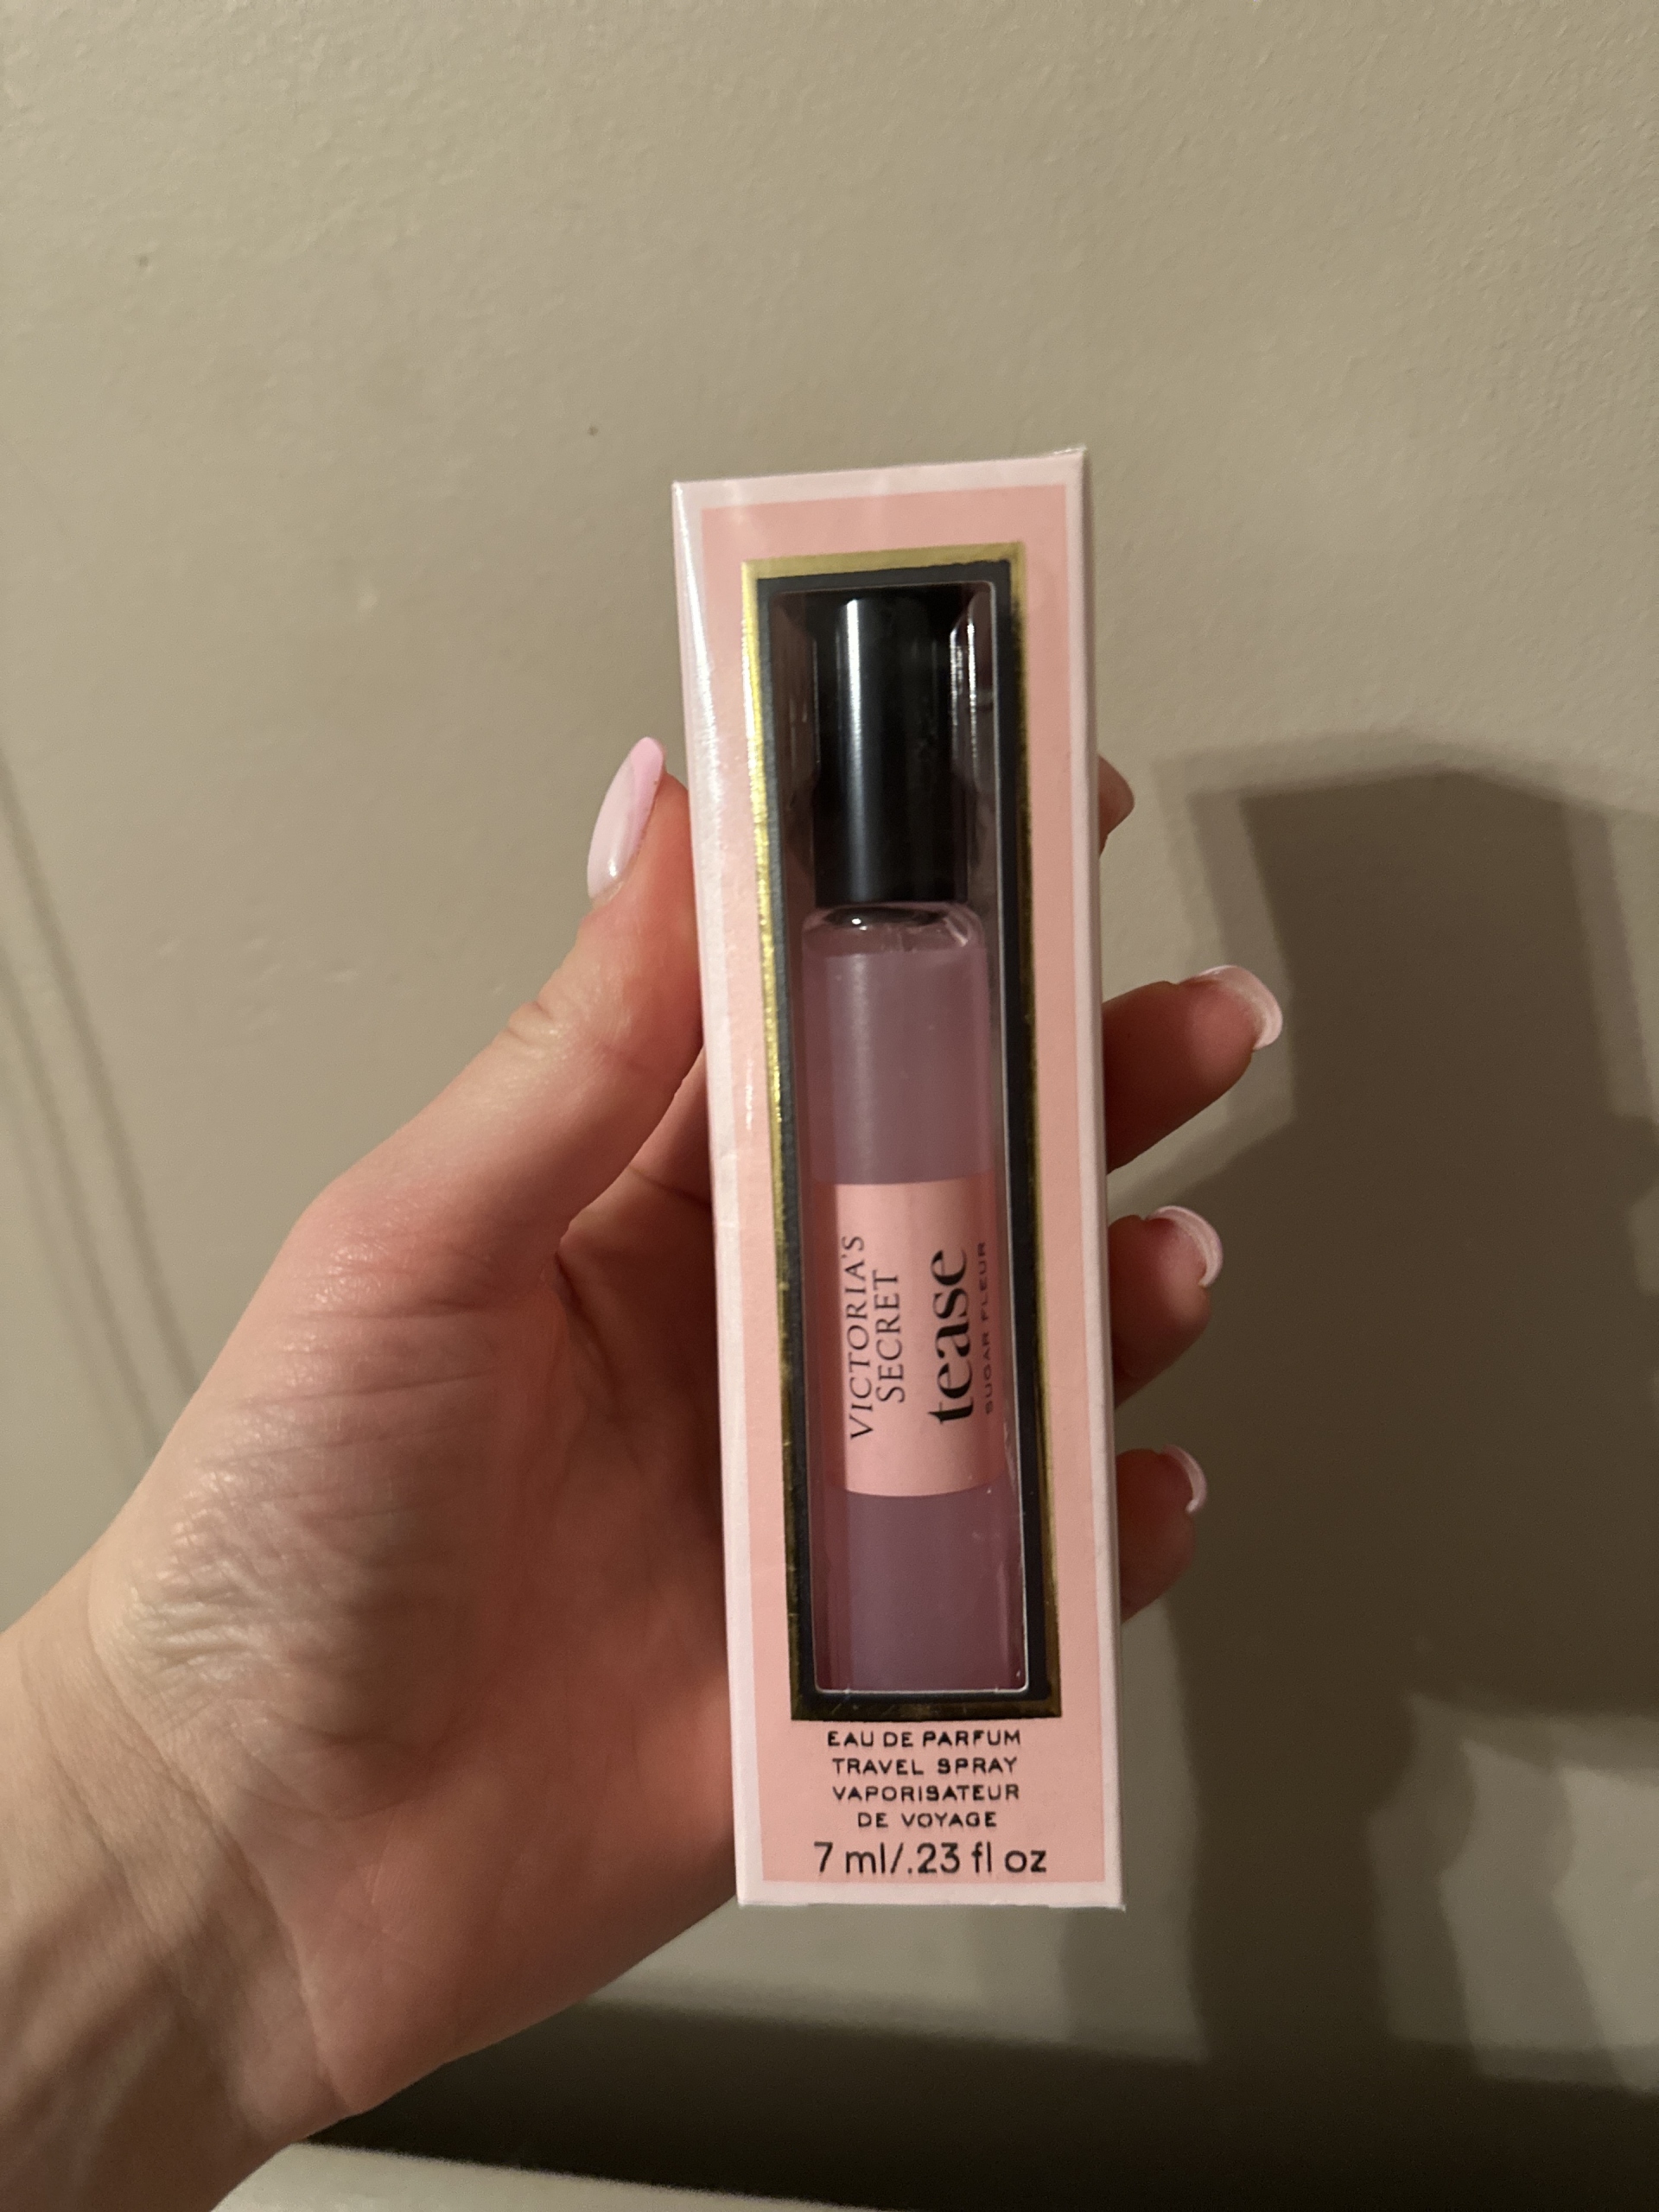 VICTORIA'S
SECRET
tease
SUGAR FLEUR
EAU DE PARFUM
TRAVEL SPRAY
VAPORISATEUR
DE VOYAGE
7 ml/.23 fl oz